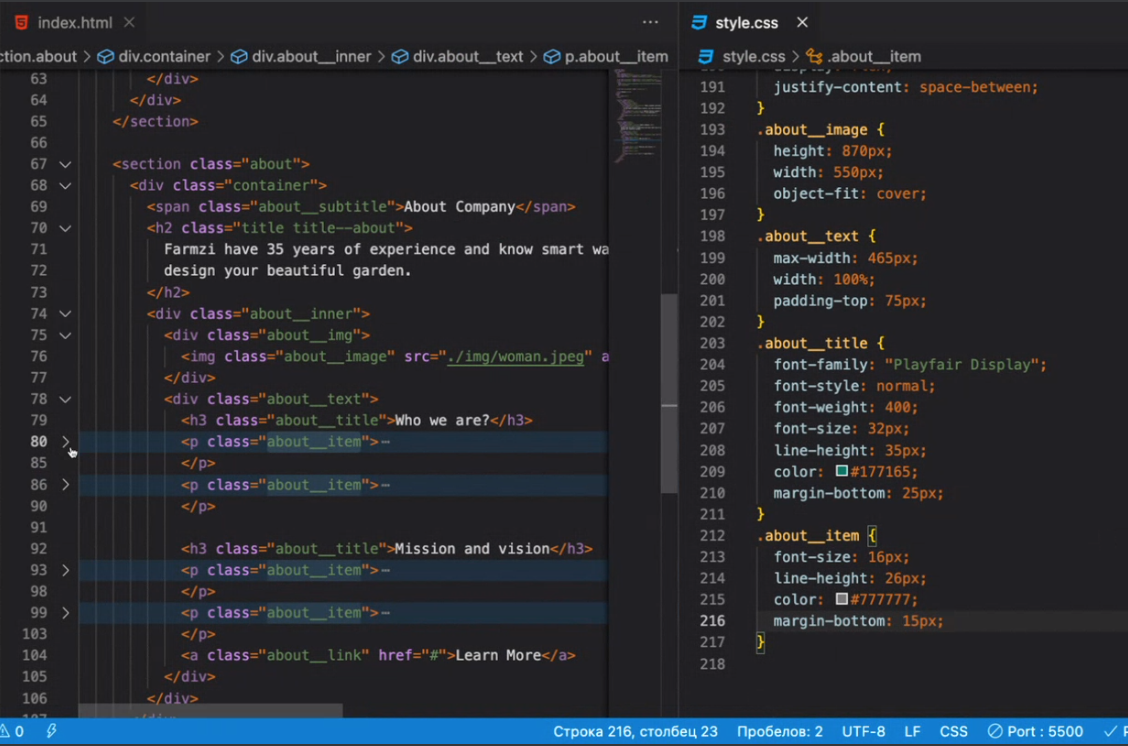 index.html
style.css
ction.about > div.container > div.about__inner > div.about__text > p.about__item
style.css > .about__item
63 </div>
64 </div>
65 </section>
66
67 <section class="about">
68 <div class="container">
69 <span class="about__subtitle">About Company</span>
70 <h2 class="title title--about">
71 Farmzi have 35 years of experience and know smart wa
72 design your beautiful garden.
73 </h2>
74 <div class="about__inner">
75 <div class="about__img">
76 <img class="about__image" src="./img/woman.jpeg" a
77 </div>
78 <div class="about__text">
79 <h3 class="about__title">Who we are?</h3>
80 <p class="about__item">⋯
85 </p>
86 <p class="about__item">⋯
90 </p>
91
92 <h3 class="about__title">Mission and vision</h3>
93 <p class="about__item">⋯
98 </p>
99 <p class="about__item">⋯
103 </p>
104 <a class="about__link" href="#">Learn More</a>
105 </div>
106 </div>
191 justify-content: space-between;
192 }
193 .about__image {
194 height: 870px;
195 width: 550px;
196 object-fit: cover;
197 }
198 .about__text {
199 max-width: 465px;
200 width: 100%;
201 padding-top: 75px;
202 }
203 .about__title {
204 font-family: "Playfair Display";
205 font-style: normal;
206 font-weight: 400;
207 font-size: 32px;
208 line-height: 35px;
209 color: #177165;
210 margin-bottom: 25px;
211 }
212 .about__item {
213 font-size: 16px;
214 line-height: 26px;
215 color: #777777;
216 margin-bottom: 15px;
217 }
218
0 Строка 216, столбец 23 Пробелов: 2 UTF-8 LF CSS Port : 5500